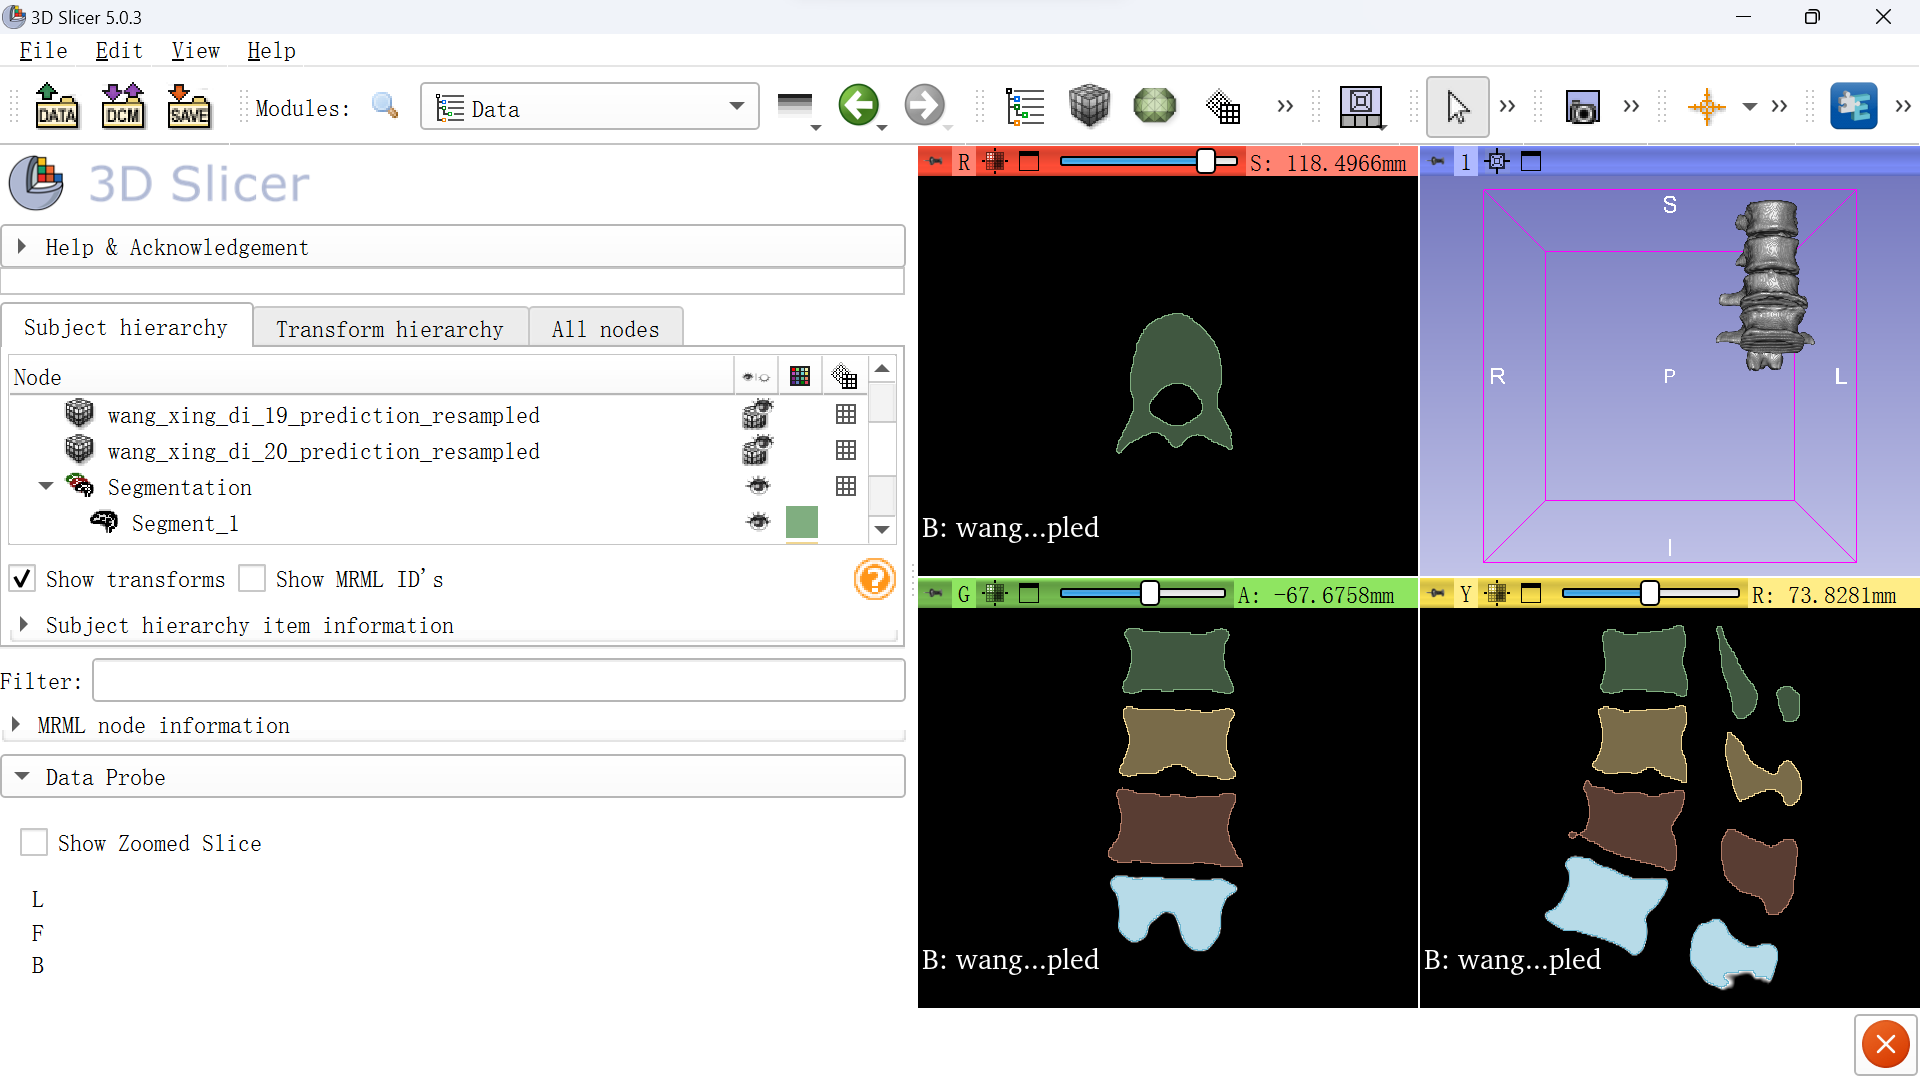 3D Slicer 5.0.3
File Edit View Help
DATA DCM SAVE Modules: Data
3D Slicer
Help & Acknowledgement
Subject hierarchy Transform hierarchy All nodes
Node
wang_xing_di_19_prediction_resampled
wang_xing_di_20_prediction_resampled
Segmentation
Segment_1
Show transforms Show MRML ID's
Subject hierarchy item information
Filter:
MRML node information
Data Probe
Show Zoomed Slice
L
F
B
R S: 118.4966mm
B: wang...pled
1
S
R P L
I
G A: -67.6758mm
B: wang...pled
Y R: 73.8281mm
B: wang...pled